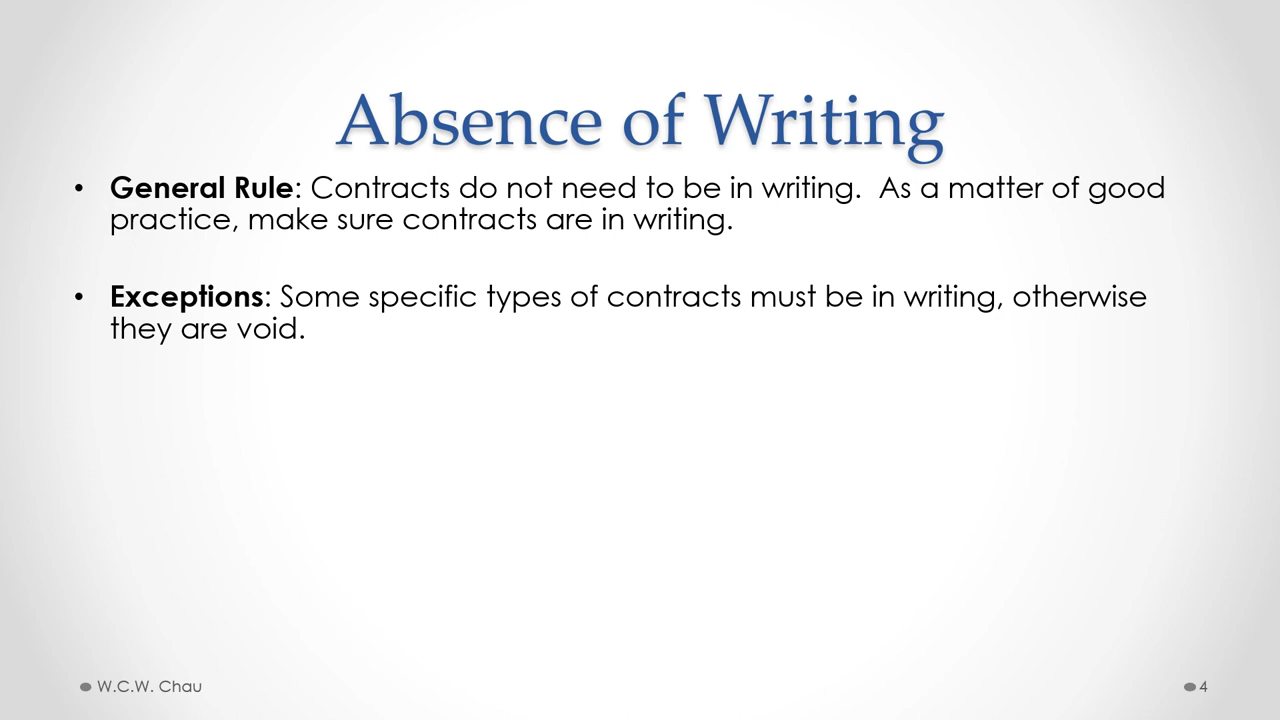 Absence of Writing
• General Rule: Contracts do not need to be in writing.  As a matter of good
practice, make sure contracts are in writing.
• Exceptions: Some specific types of contracts must be in writing, otherwise
they are void.
W.C.W. Chau
4